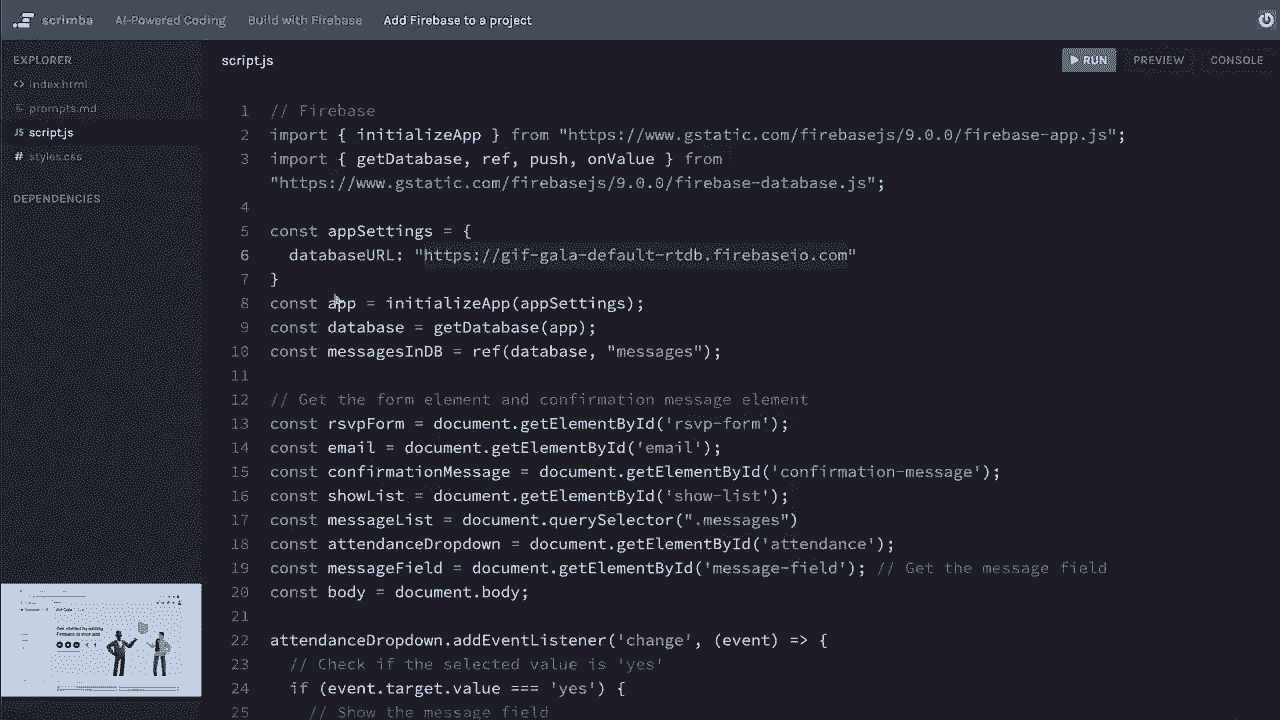 scrimba AI-Powered Coding Build with Firebase Add Firebase to a project
EXPLORER
<> index.html
prompts.md
JS script.js
# styles.css
DEPENDENCIES
script.js
RUN PREVIEW CONSOLE
1 // Firebase
2 import { initializeApp } from "https://www.gstatic.com/firebasejs/9.0.0/firebase-app.js";
3 import { getDatabase, ref, push, onValue } from
"https://www.gstatic.com/firebasejs/9.0.0/firebase-database.js";
4
5 const appSettings = {
6 databaseURL: "https://gif-gala-default-rtdb.firebaseio.com"
7 }
8 const app = initializeApp(appSettings);
9 const database = getDatabase(app);
10 const messagesInDB = ref(database, "messages");
11
12 // Get the form element and confirmation message element
13 const rsvpForm = document.getElementById('rsvp-form');
14 const email = document.getElementById('email');
15 const confirmationMessage = document.getElementById('confirmation-message');
16 const showList = document.getElementById('show-list');
17 const messageList = document.querySelector(".messages")
18 const attendanceDropdown = document.getElementById('attendance');
19 const messageField = document.getElementById('message-field'); // Get the message field
20 const body = document.body;
21
22 attendanceDropdown.addEventListener('change', (event) => {
23 // Check if the selected value is 'yes'
24 if (event.target.value === 'yes') {
25 // Show the message field